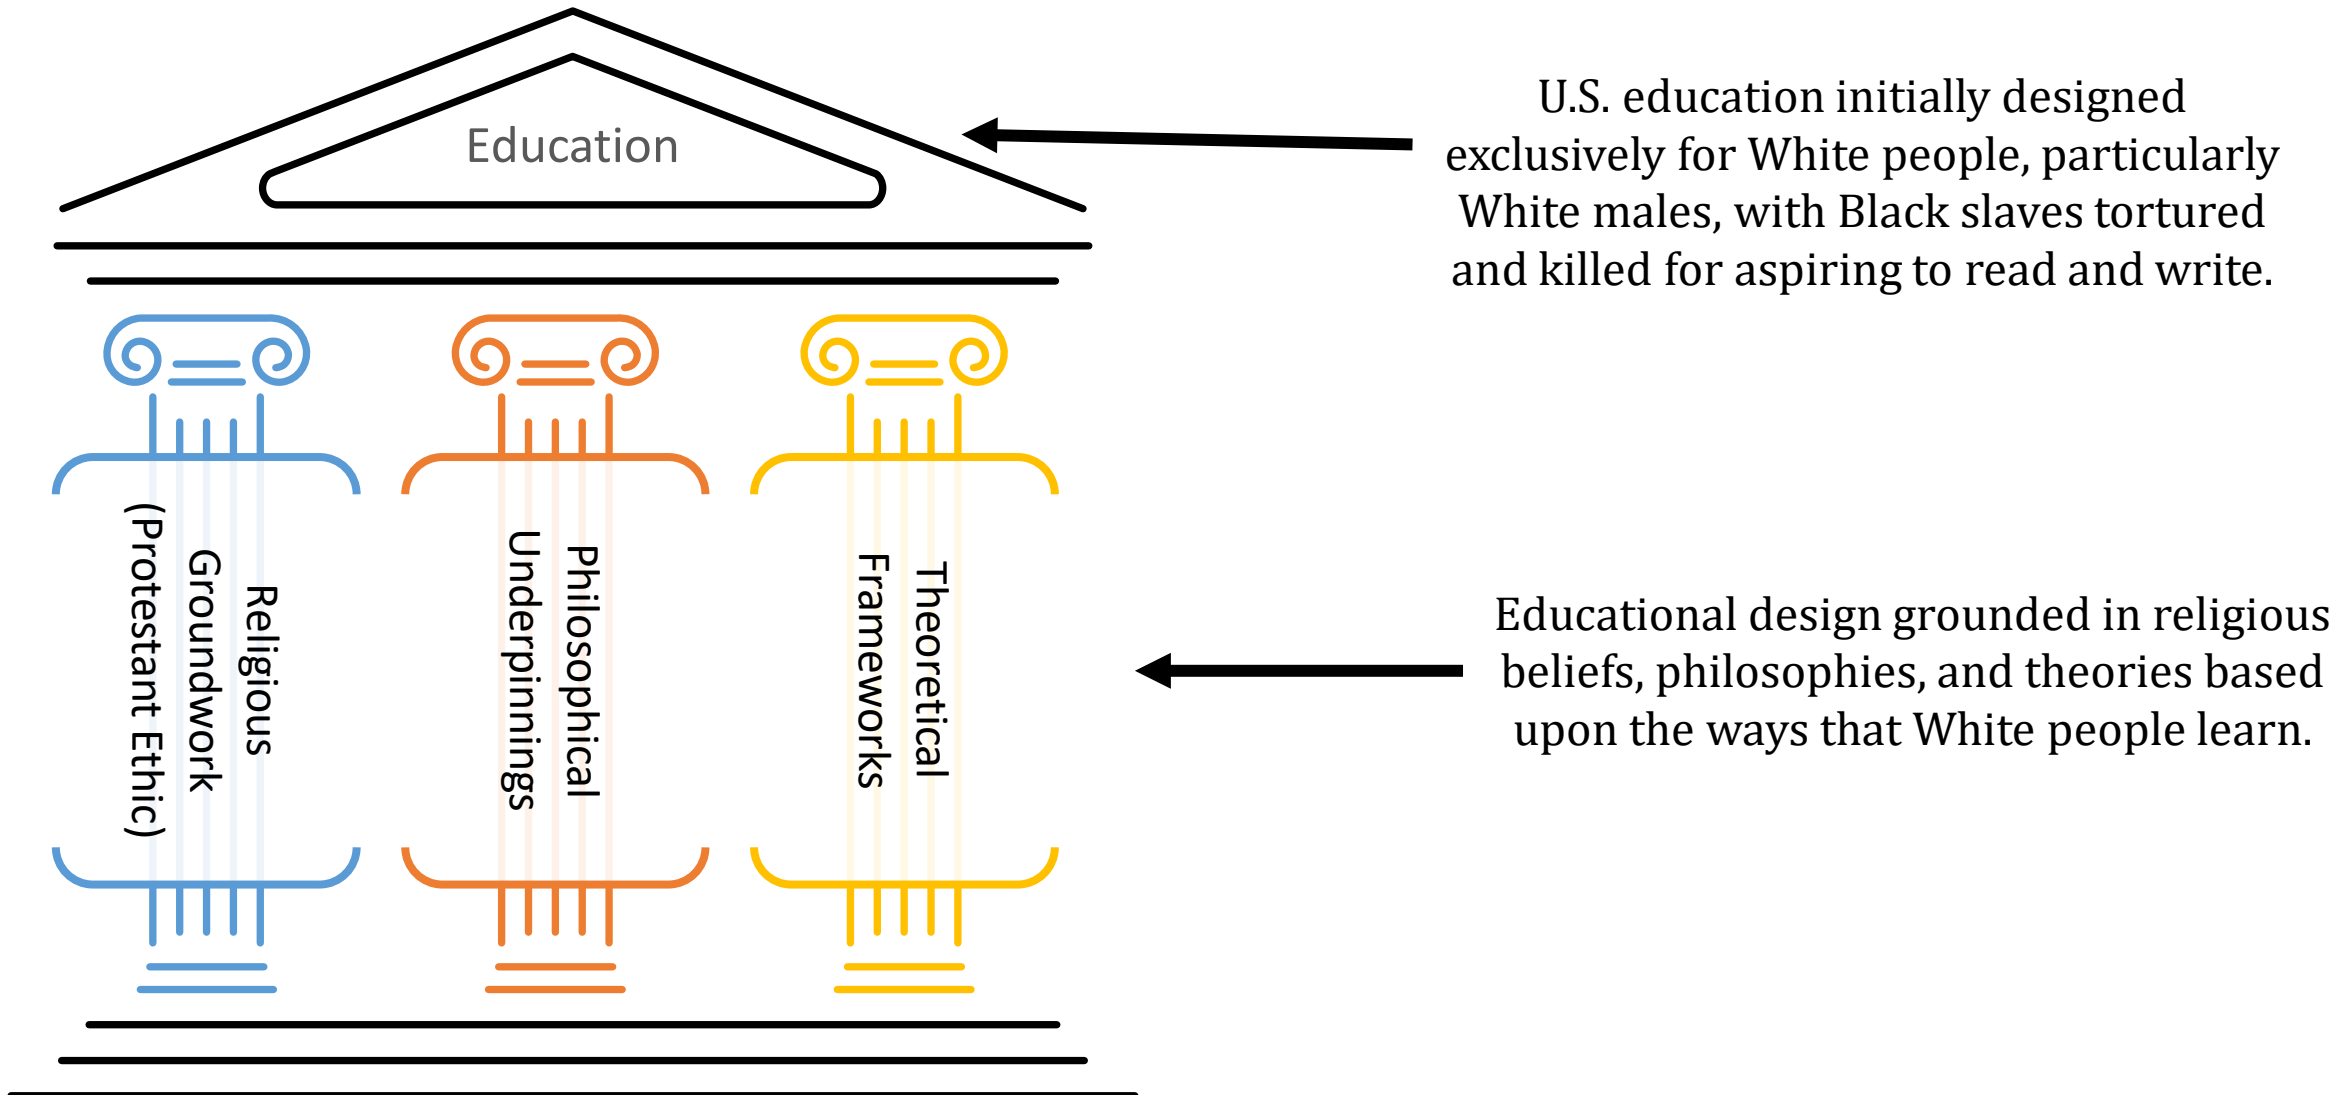 Education
U.S. education initially designed
exclusively for White people, particularly
White males, with Black slaves tortured
and killed for aspiring to read and write.
Religious
Groundwork
(Protestant Ethic)
Philosophical
Underpinnings
Theoretical
Frameworks
Educational design grounded in religious
beliefs, philosophies, and theories based
upon the ways that White people learn.